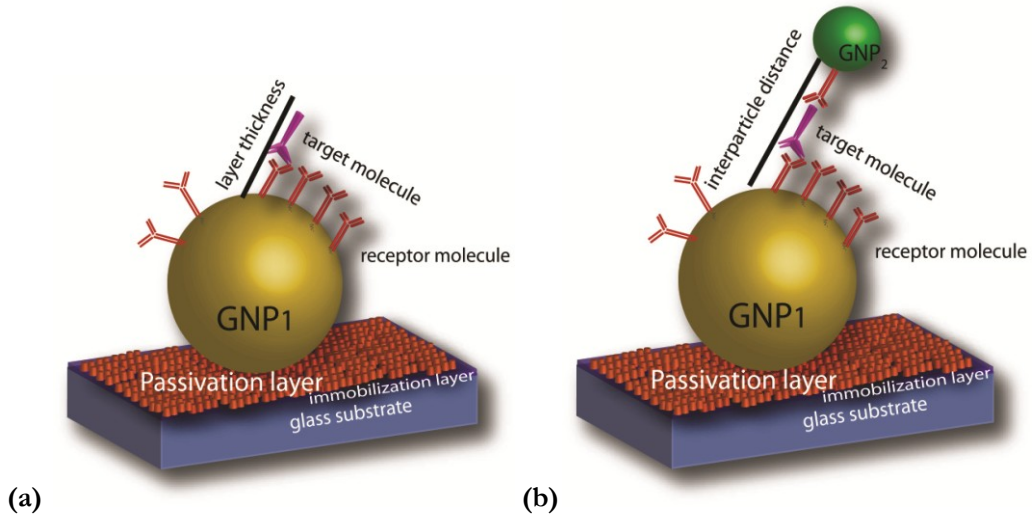 layer thickness
target molecule
receptor molecule
GNP1
Passivation layer
immobilization layer
glass substrate
(a)
GNP2
interparticle distance
target molecule
receptor molecule
GNP1
Passivation layer
immobilization layer
glass substrate
(b)